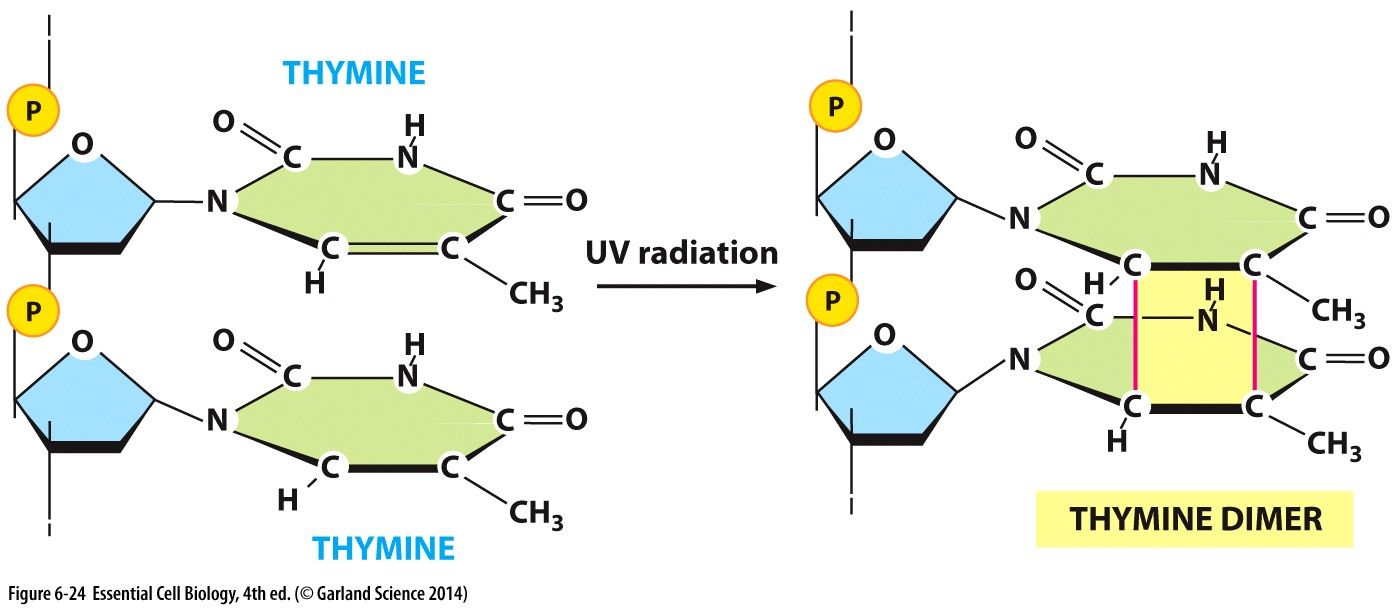 THYMINE
P
O
O
C
H
N
N
C
O
C
C
H
CH3
P
O
O
C
H
N
N
C
O
C
C
H
CH3
THYMINE
UV radiation
P
O
O
C
H
N
N
C
O
C
C
H
CH3
P
O
O
C
H
N
N
C
O
C
C
H
CH3
THYMINE DIMER
Figure 6-24 Essential Cell Biology, 4th ed. (© Garland Science 2014)